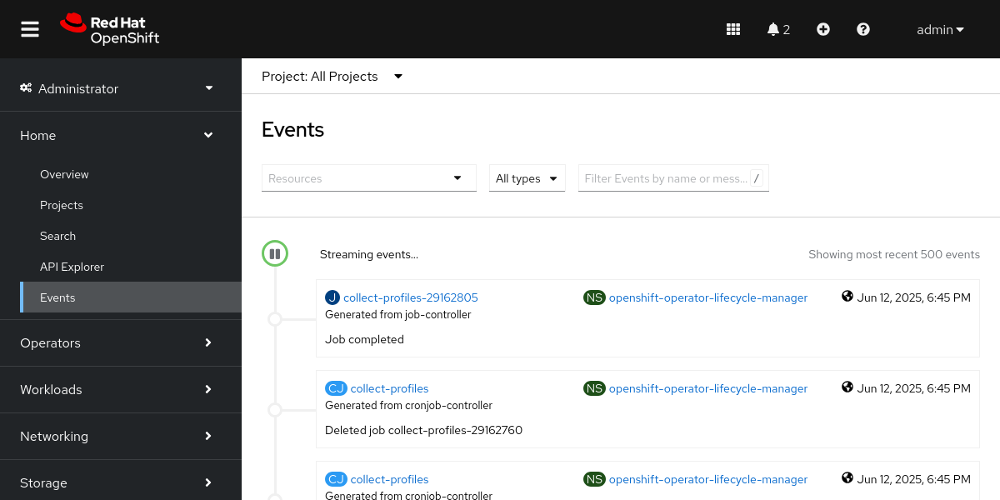 Red Hat
OpenShift
2
admin
Administrator
Home
Overview
Projects
Search
API Explorer
Events
Operators
Workloads
Networking
Storage
Project: All Projects
Events
Resources
All types
Filter Events by name or mess... /
Streaming events...
Showing most recent 500 events
J collect-profiles-29162805 NS openshift-operator-lifecycle-manager Jun 12, 2025, 6:45 PM
Generated from job-controller
Job completed
CJ collect-profiles NS openshift-operator-lifecycle-manager Jun 12, 2025, 6:45 PM
Generated from cronjob-controller
Deleted job collect-profiles-29162760
CJ collect-profiles NS openshift-operator-lifecycle-manager Jun 12, 2025, 6:45 PM
Generated from cronjob-controller